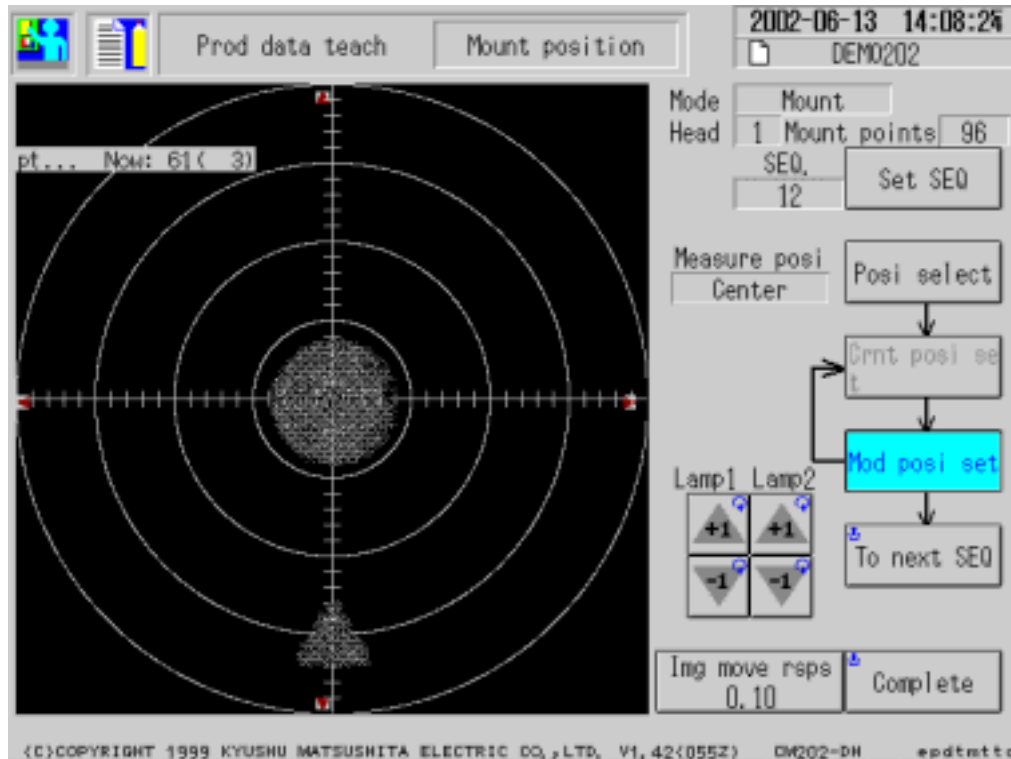 Prod data teach Mount position
2002-06-13 14:08:24
DEMO202
Mode Mount
Head 1 Mount points 96
pt... Now: 61( 3)
SEQ.
12
Set SEQ
Measure posi
Center
Posi select
Crnt posi se
t
Mod posi set
Lamp1 Lamp2
+1 +1
-1 -1
To next SEQ
Img move rsps
0.10
Complete
(C)COPYRIGHT 1999 KYUSHU MATSUSHITA ELECTRIC CO.,LTD. V1.42(055Z) CM202-DH epdtmttc